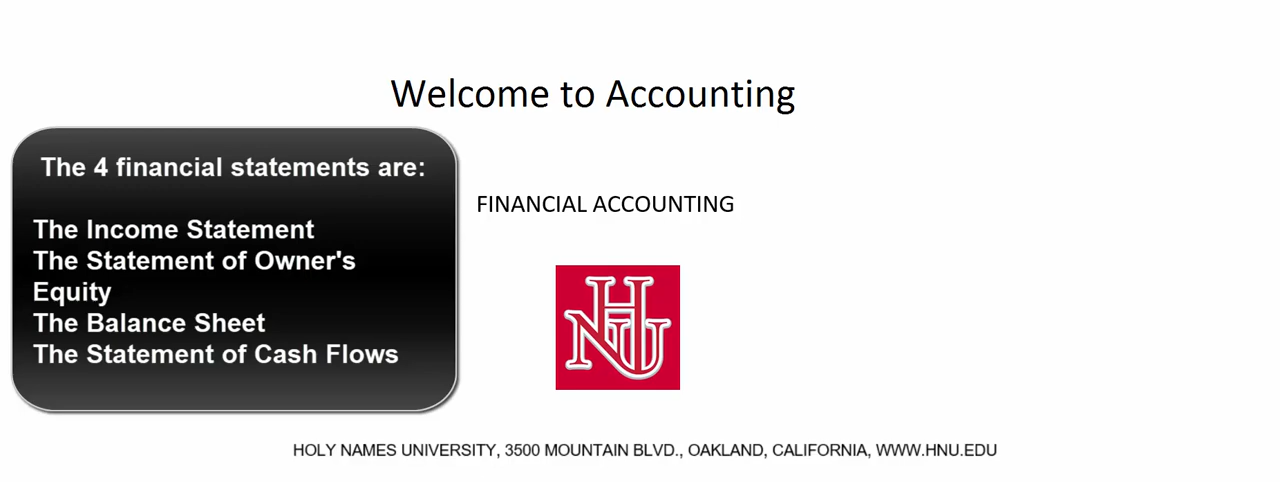 Welcome to Accounting
The 4 financial statements are:
The Income Statement
The Statement of Owner's
Equity
The Balance Sheet
The Statement of Cash Flows
FINANCIAL ACCOUNTING
HNU
HOLY NAMES UNIVERSITY, 3500 MOUNTAIN BLVD., OAKLAND, CALIFORNIA, WWW.HNU.EDU